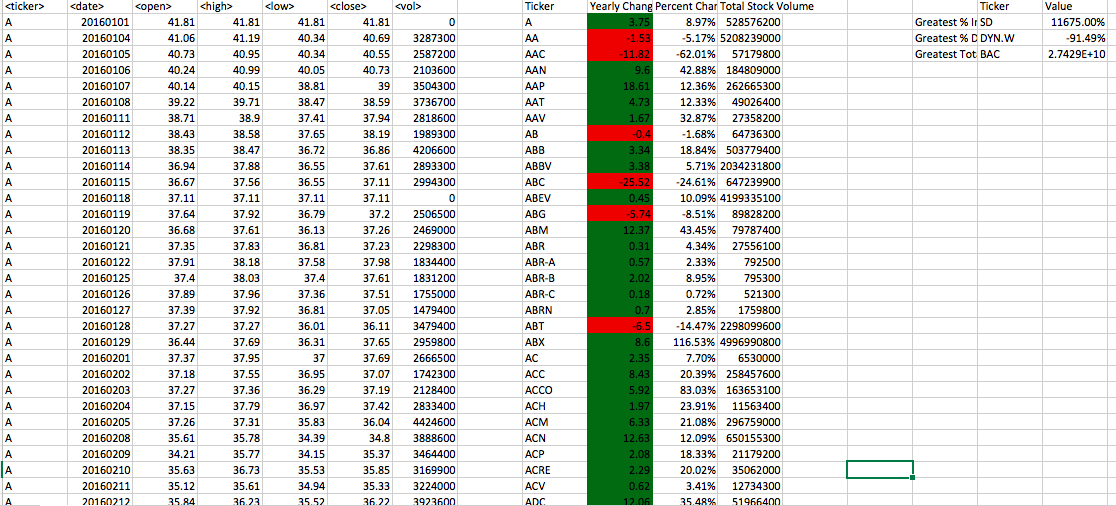 <ticker> <date> <open> <high> <low> <close> <vol> Ticker Yearly Chang Percent Char Total Stock Volume Ticker Value
A 20160101 41.81 41.81 41.81 41.81 0 A 3.75 8.97% 528576200 Greatest % Ir SD 11675.00%
A 20160104 41.06 41.19 40.34 40.69 3287300 AA -1.53 -5.17% 5208239000 Greatest % D DYN.W -91.49%
A 20160105 40.73 40.95 40.34 40.55 2587200 AAC -11.82 -62.01% 57179800 Greatest Tot BAC 2.7429E+10
A 20160106 40.24 40.99 40.05 40.73 2103600 AAN 9.6 42.88% 184809000
A 20160107 40.14 40.15 38.81 39 3504300 AAP 18.61 12.36% 262665300
A 20160108 39.22 39.71 38.47 38.59 3736700 AAT 4.73 12.33% 49026400
A 20160111 38.71 38.9 37.41 37.94 2818600 AAV 1.67 32.87% 27358200
A 20160112 38.43 38.58 37.65 38.19 1989300 AB -0.4 -1.68% 64736300
A 20160113 38.35 38.47 36.72 36.86 4206600 ABB 3.34 18.84% 503779400
A 20160114 36.94 37.88 36.55 37.61 2893300 ABBV 3.38 5.71% 2034231800
A 20160115 36.67 37.56 36.55 37.11 2994300 ABC -25.52 -24.61% 647239900
A 20160118 37.11 37.11 37.11 37.11 0 ABEV 0.45 10.09% 4199335100
A 20160119 37.64 37.92 36.79 37.2 2506500 ABG -5.74 -8.51% 89828200
A 20160120 36.68 37.61 36.13 37.26 2469000 ABM 12.37 43.45% 79787400
A 20160121 37.35 37.83 36.81 37.23 2298300 ABR 0.31 4.34% 27556100
A 20160122 37.91 38.18 37.58 37.98 1834400 ABR-A 0.57 2.33% 792500
A 20160125 37.4 38.03 37.4 37.61 1831200 ABR-B 2.02 8.95% 795300
A 20160126 37.89 37.96 37.36 37.51 1755000 ABR-C 0.18 0.72% 521300
A 20160127 37.39 37.92 36.81 37.05 1479400 ABRN 0.7 2.85% 1759800
A 20160128 37.27 37.27 36.01 36.11 3479400 ABT -6.5 -14.47% 2298099600
A 20160129 36.44 37.69 36.31 37.65 2959800 ABX 8.6 116.53% 4996990800
A 20160201 37.37 37.95 37 37.69 2666500 AC 2.35 7.70% 6530000
A 20160202 37.18 37.55 36.95 37.07 1742300 ACC 8.43 20.39% 258457600
A 20160203 37.27 37.36 36.29 37.19 2128400 ACCO 5.92 83.03% 163653100
A 20160204 37.15 37.79 36.97 37.42 2833400 ACH 1.97 23.91% 11563400
A 20160205 37.26 37.31 35.83 36.04 4424600 ACM 6.33 21.08% 296759000
A 20160208 35.61 35.78 34.39 34.8 3888600 ACN 12.63 12.09% 650155300
A 20160209 34.21 35.77 34.15 35.37 3464400 ACP 2.08 18.33% 21179200
A 20160210 35.63 36.73 35.53 35.85 3169900 ACRE 2.29 20.02% 35062000
A 20160211 35.12 35.61 34.94 35.33 3224000 ACV 0.62 3.41% 12734300
A 20160212 35.84 36.23 35.52 36.22 3923600 ADC 12.06 35.48% 51966400